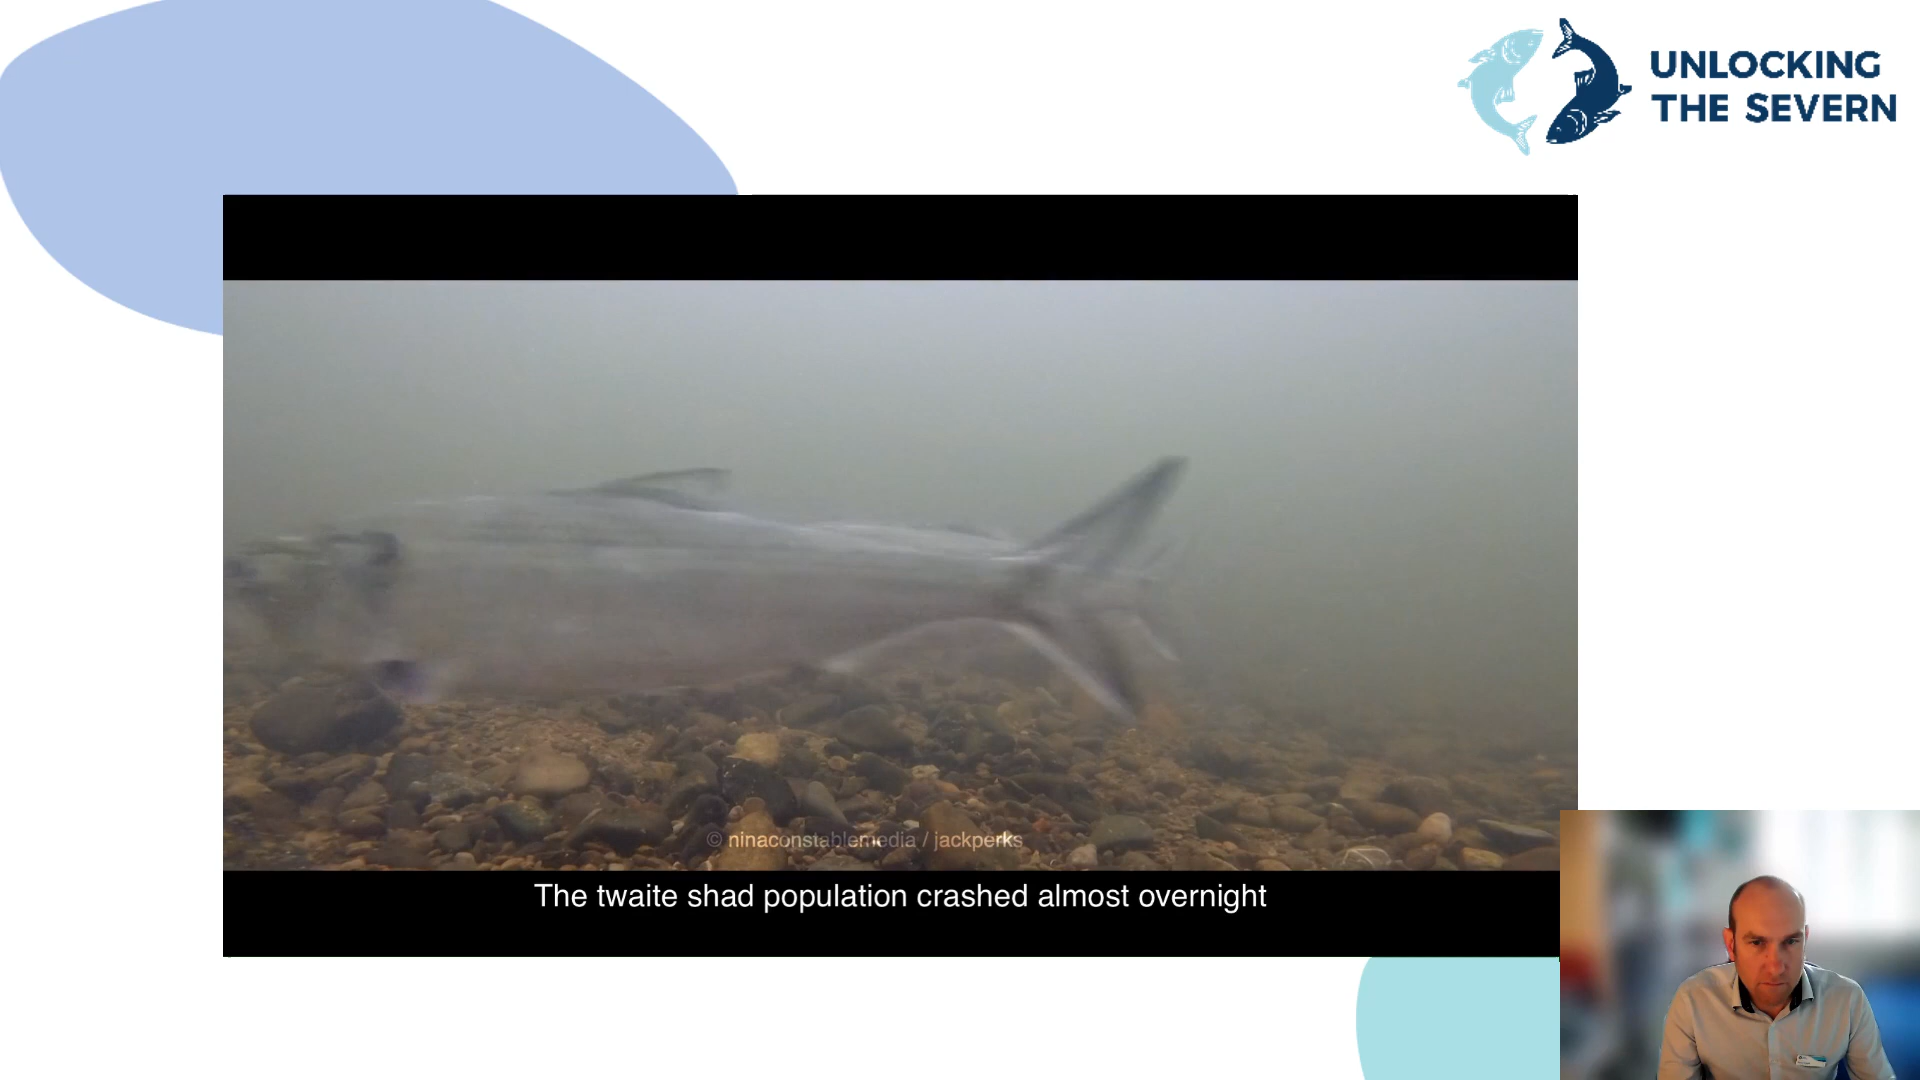 UNLOCKING
THE SEVERN
© ninaconstablemedia / jackperks
The twaite shad population crashed almost overnight